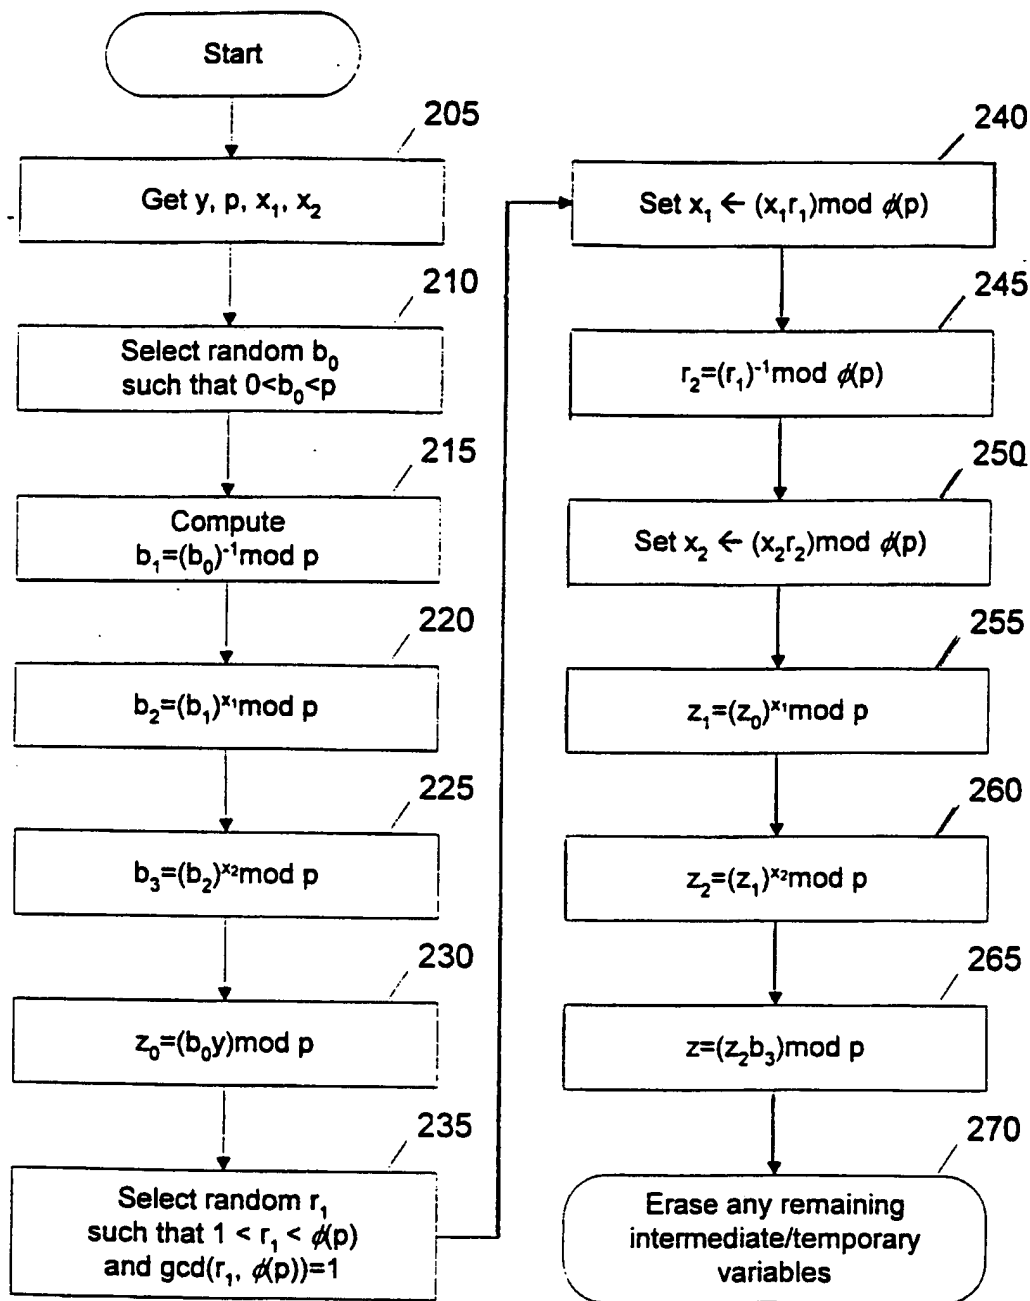 Start
205
Get y, p, x₁, x₂
210
Select random b₀
such that 0<b₀<p
215
Compute
b₁=(b₀)⁻¹mod p
220
b₂=(b₁)ˣ¹mod p
225
b₃=(b₂)ˣ²mod p
230
z₀=(b₀y)mod p
235
Select random r₁
such that 1 < r₁ < ϕ(p)
and gcd(r₁, ϕ(p))=1
240
Set x₁ ← (x₁r₁)mod ϕ(p)
245
r₂=(r₁)⁻¹mod ϕ(p)
250
Set x₂ ← (x₂r₂)mod ϕ(p)
255
z₁=(z₀)ˣ¹mod p
260
z₂=(z₁)ˣ²mod p
265
z=(z₂b₃)mod p
270
Erase any remaining
intermediate/temporary
variables